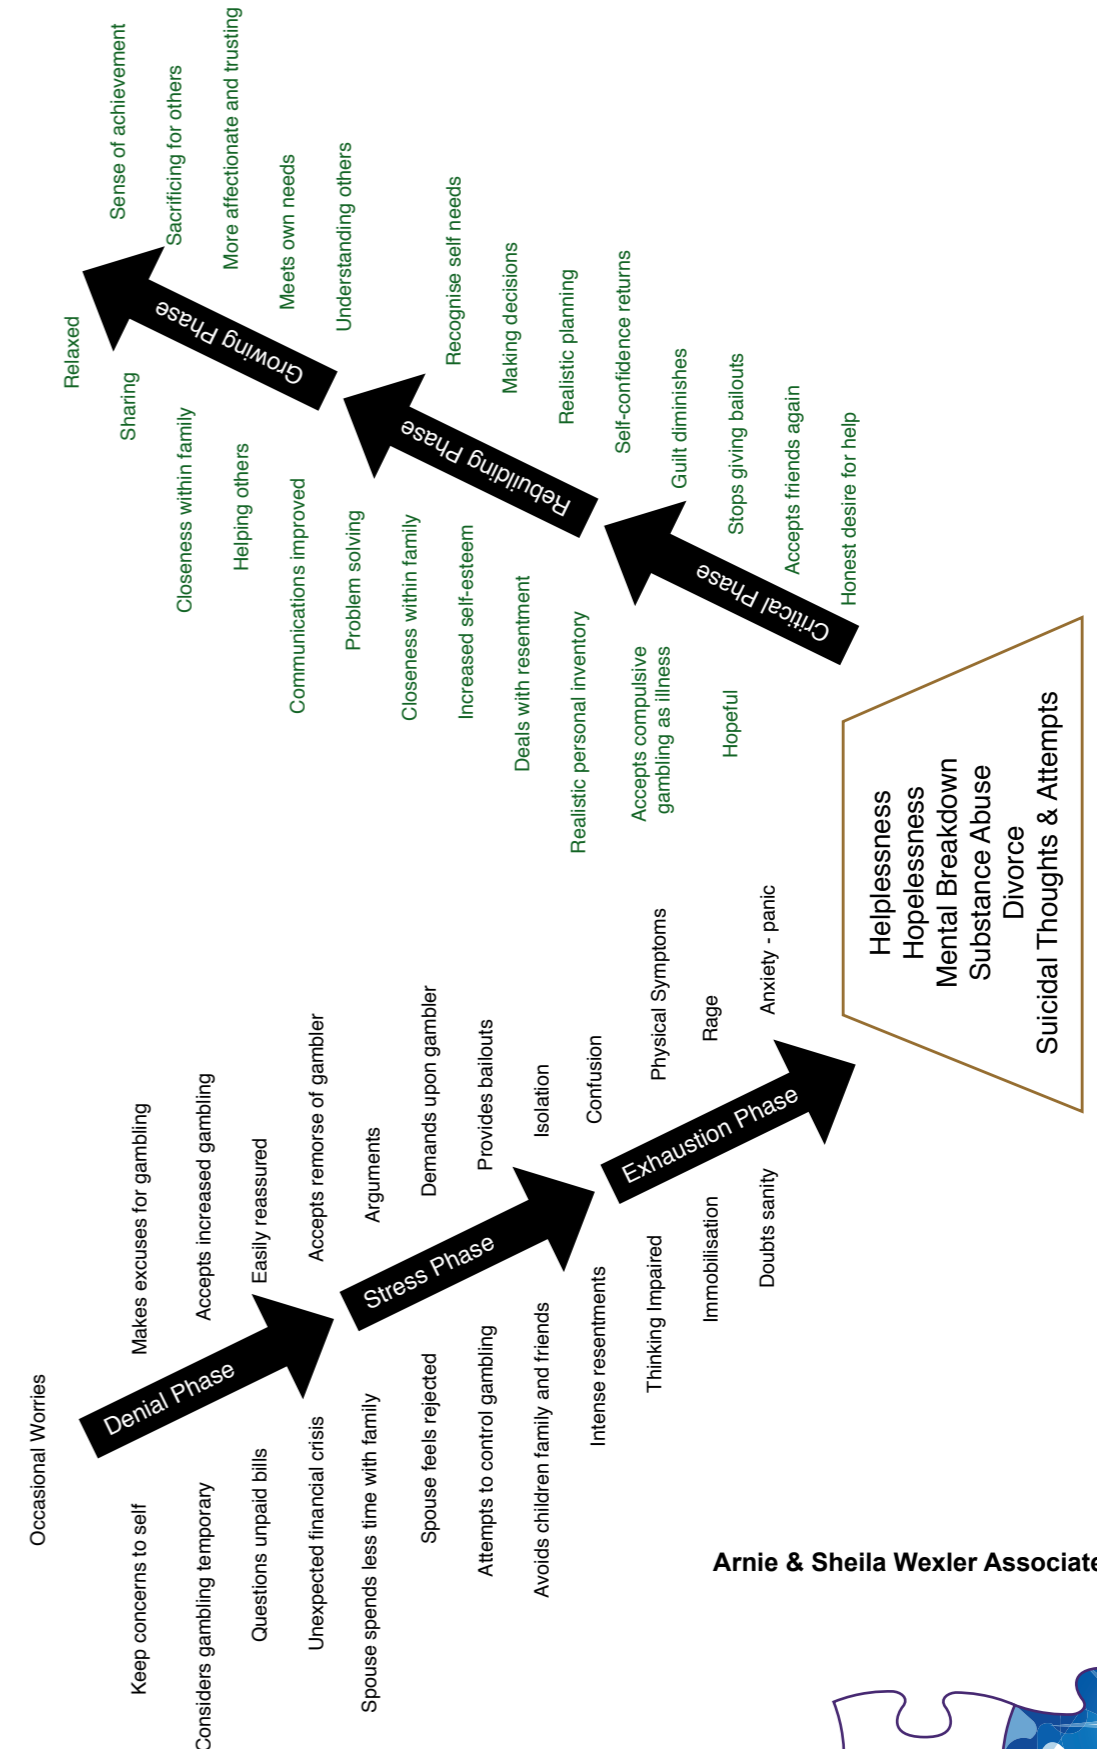 Occasional Worries
Keep concerns to self
Makes excuses for gambling
Considers gambling temporary
Accepts increased gambling
Denial Phase
Questions unpaid bills
Easily reassured
Unexpected financial crisis
Accepts remorse of gambler
Spouse spends less time with family
Arguments
Stress Phase
Spouse feels rejected
Demands upon gambler
Attempts to control gambling
Provides bailouts
Avoids children family and friends
Isolation
Intense resentments
Confusion
Thinking Impaired
Physical Symptoms
Exhaustion Phase
Immobilisation
Rage
Doubts sanity
Anxiety - panic
Helplessness
Hopelessness
Mental Breakdown
Substance Abuse
Divorce
Suicidal Thoughts & Attempts
Relaxed
Sense of achievement
Sharing
Sacrificing for others
Closeness within family
More affectionate and trusting
Growing Phase
Helping others
Meets own needs
Communications improved
Understanding others
Problem solving
Closeness within family
Recognise self needs
Rebuilding Phase
Increased self-esteem
Making decisions
Deals with resentment
Realistic planning
Realistic personal inventory
Self-confidence returns
Accepts compulsive
gambling as illness
Guilt diminishes
Critical Phase
Hopeful
Stops giving bailouts
Accepts friends again
Honest desire for help
Arnie & Sheila Wexler Associate